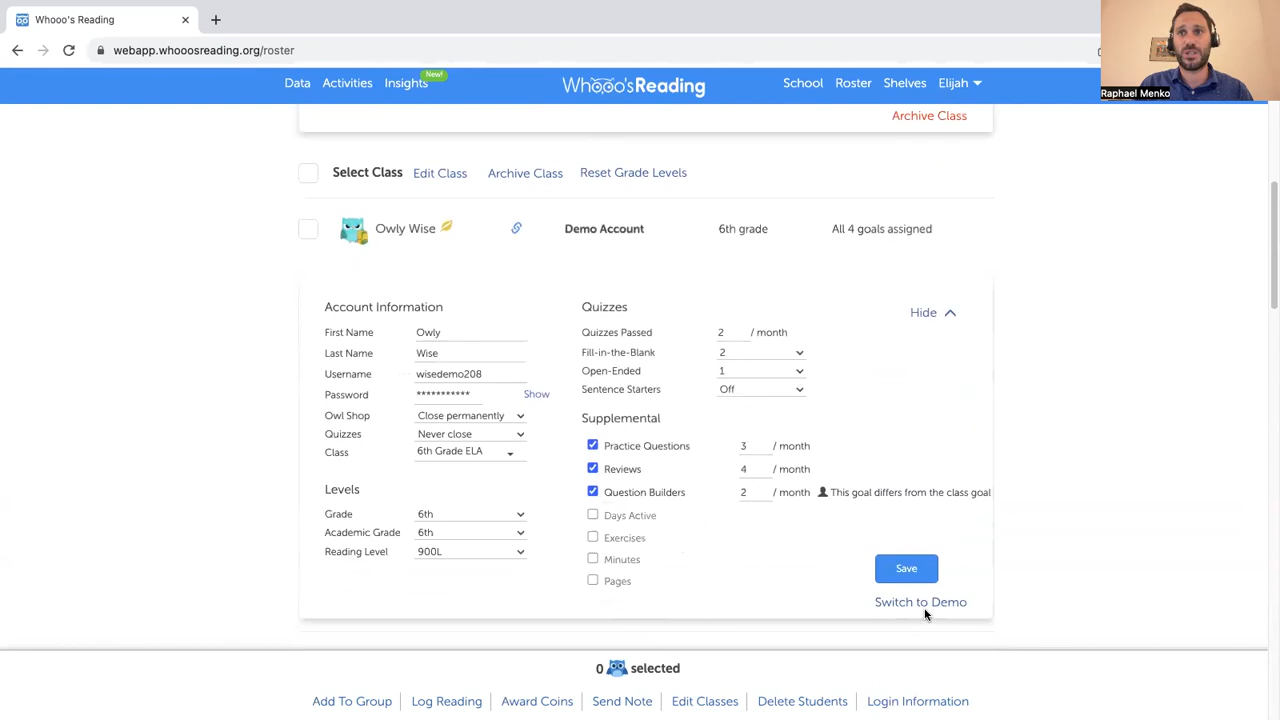 Whooo's Reading
webapp.whooosreading.org/roster
Raphael Menko
Data Activities Insights New! Whooo'sReading School Roster Shelves Elijah
Archive Class
Select Class Edit Class Archive Class Reset Grade Levels
Owly Wise Demo Account 6th grade All 4 goals assigned
Account Information
First Name Owly
Last Name Wise
Username wisedemo208
Password *********** Show
Owl Shop Close permanently
Quizzes Never close
Class 6th Grade ELA
Levels
Grade 6th
Academic Grade 6th
Reading Level 900L
Quizzes
Hide
Quizzes Passed 2 / month
Fill-in-the-Blank 2
Open-Ended 1
Sentence Starters Off
Supplemental
Practice Questions 3 / month
Reviews 4 / month
Question Builders 2 / month This goal differs from the class goal
Days Active
Exercises
Minutes
Pages
Save
Switch to Demo
0 selected
Add To Group Log Reading Award Coins Send Note Edit Classes Delete Students Login Information